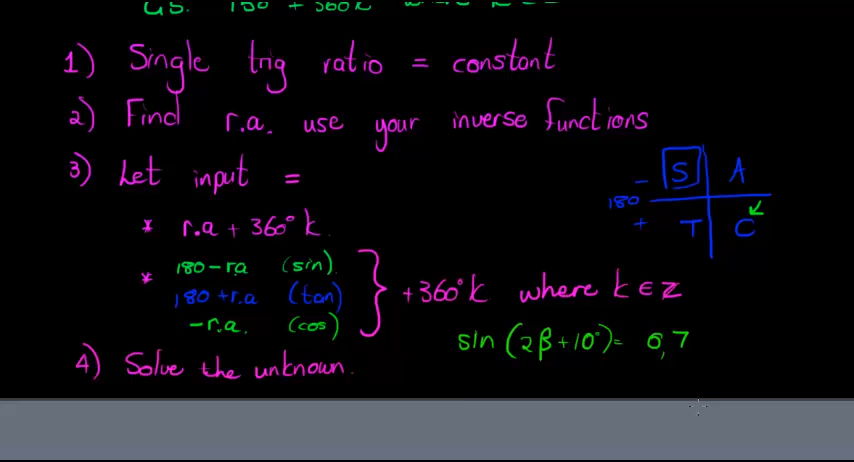 1) Single trig ratio = constant
2) Find r.a. use your inverse functions
3) Let input =
* r.a + 360° k.
* 180 - r.a (sin).
180 + r.a (tan)
- r.a. (cos)
+ 360° k where k ∈ Z
4) Solve the unknown.
- S A
180
+ T C
sin (2β + 10°) = 0,7